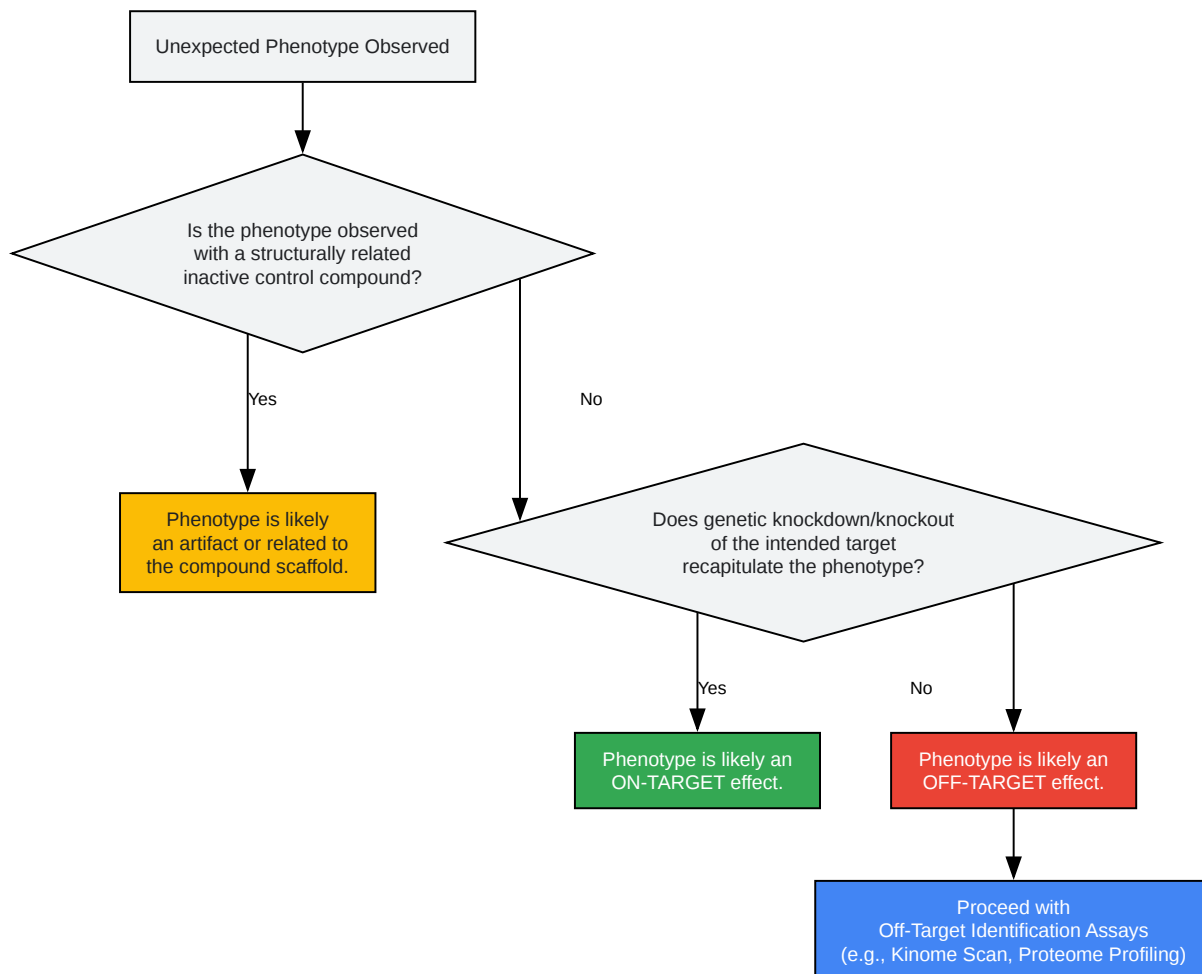 Unexpected Phenotype Observed
Is the phenotype observed
with a structurally related
inactive control compound?
Yes
No
Phenotype is likely
an artifact or related to
the compound scaffold.
Does genetic knockdown/knockout
of the intended target
recapitulate the phenotype?
Yes
No
Phenotype is likely an
ON-TARGET effect.
Phenotype is likely an
OFF-TARGET effect.
Proceed with
Off-Target Identification Assays
(e.g., Kinome Scan, Proteome Profiling)